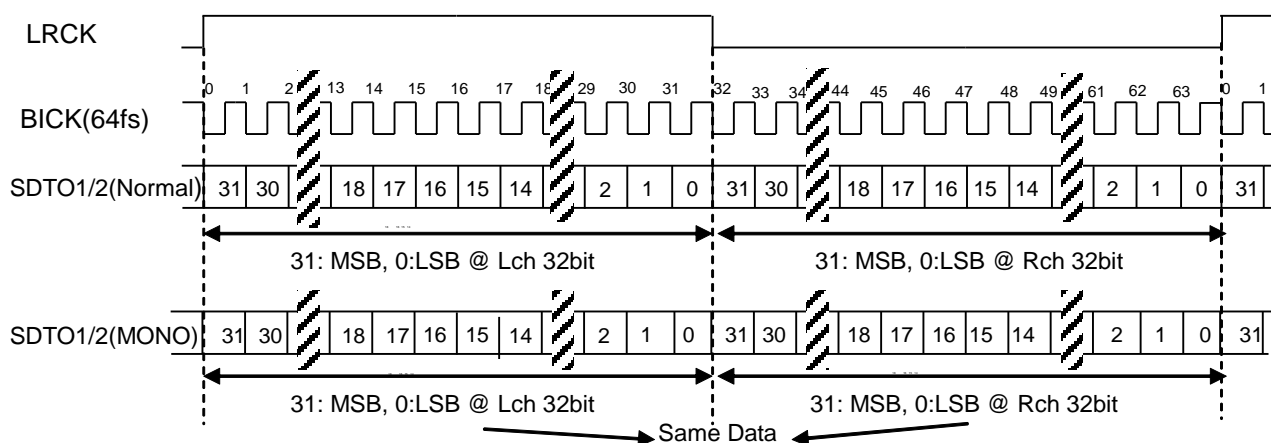 LRCK
0 1 2 13 14 15 16 17 18 29 30 31 32 33 34 44 45 46 47 48 49 61 62 63 0 1
BICK(64fs)
SDTO1/2(Normal) 31 30 18 17 16 15 14 2 1 0 31 30 18 17 16 15 14 2 1 0 31
31: MSB, 0:LSB @ Lch 32bit 31: MSB, 0:LSB @ Rch 32bit
SDTO1/2(MONO) 31 30 18 17 16 15 14 2 1 0 31 30 18 17 16 15 14 2 1 0 31
31: MSB, 0:LSB @ Lch 32bit 31: MSB, 0:LSB @ Rch 32bit
Same Data